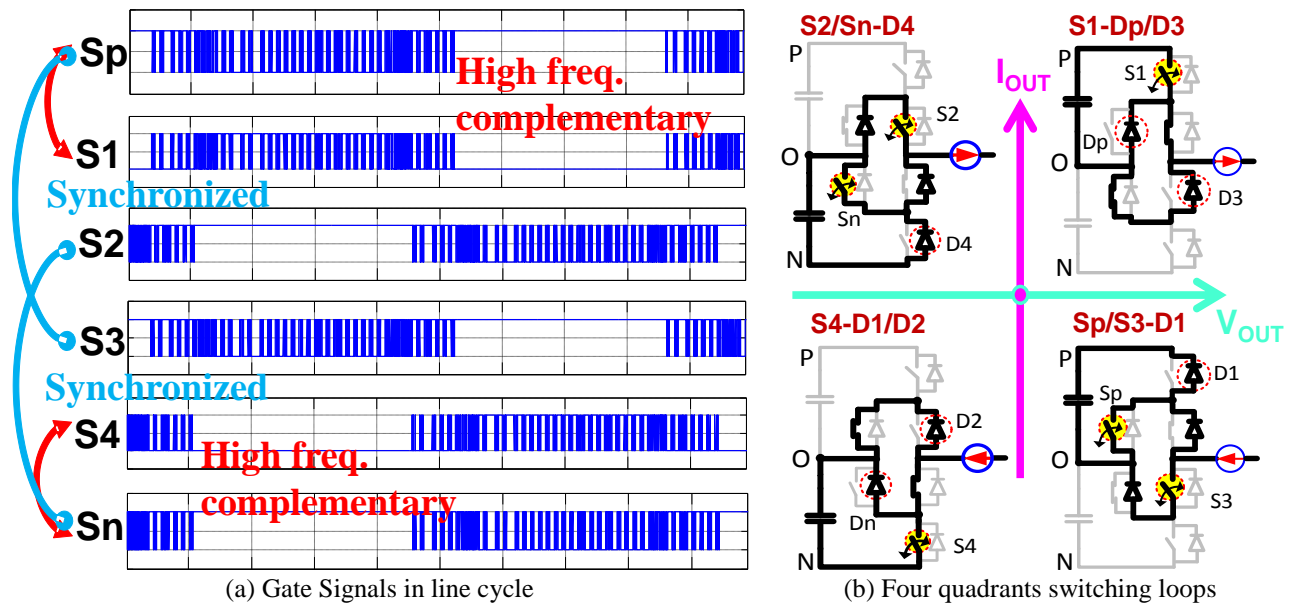 Sp
High freq.
complementary
S1
Synchronized
S2
S3
Synchronized
S4
High freq.
complementary
Sn
(a) Gate Signals in line cycle
S2/Sn-D4
P
S2
O
Sn
D4
N
S1-Dp/D3
I_OUT
P
S1
Dp
O
D3
N
V_OUT
S4-D1/D2
P
D2
O
Dn
S4
N
Sp/S3-D1
P
D1
Sp
O
S3
N
(b) Four quadrants switching loops